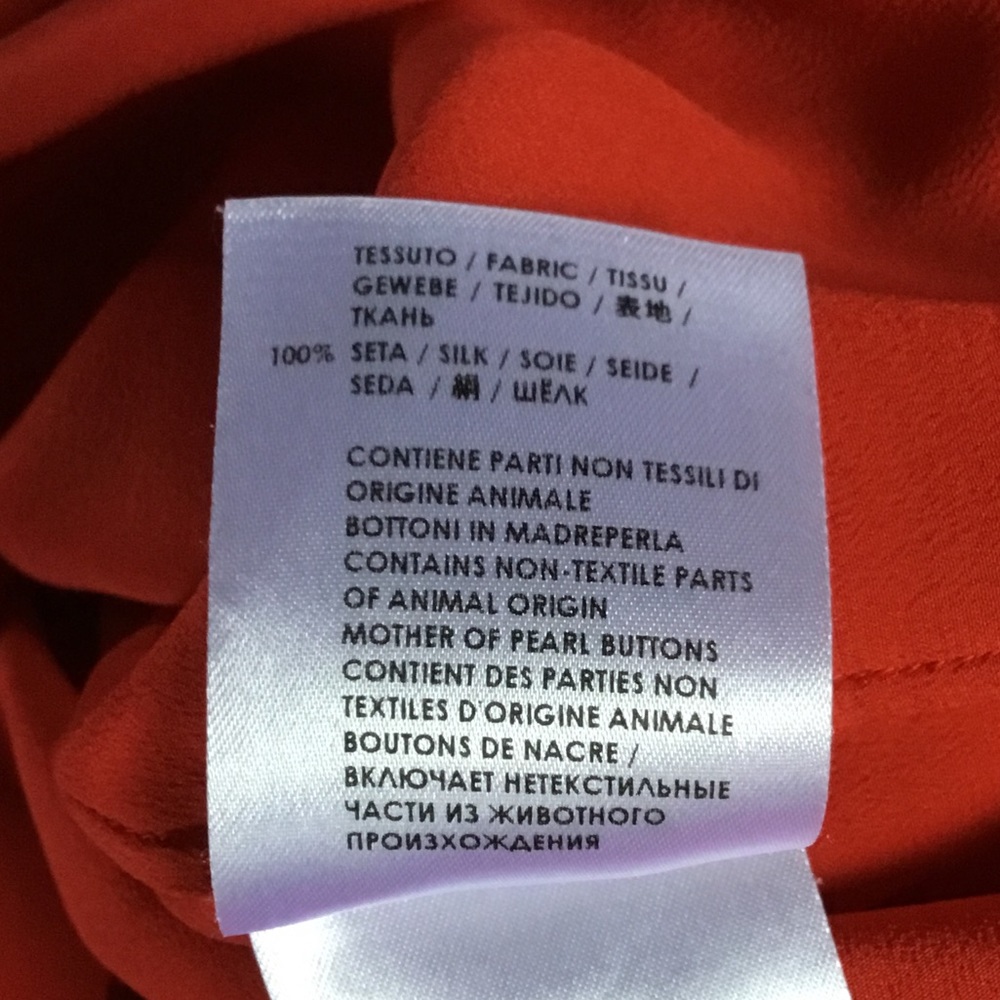 TESSUTO / FABRIC / TISSU /
GEWEBE / TEJIDO / 表地 /
ТКАНЬ
100% SETA / SILK / SOIE / SEIDE /
SEDA / 絹 / ШЁЛК
CONTIENE PARTI NON TESSILI DI
ORIGINE ANIMALE
BOTTONI IN MADREPERLA
CONTAINS NON-TEXTILE PARTS
OF ANIMAL ORIGIN
MOTHER OF PEARL BUTTONS
CONTIENT DES PARTIES NON
TEXTILES D'ORIGINE ANIMALE
BOUTONS DE NACRE /
ВКЛЮЧАЕТ НЕТЕКСТИЛЬНЫЕ
ЧАСТИ ИЗ ЖИВОТНОГО
ПРОИЗХОЖДЕНИЯ